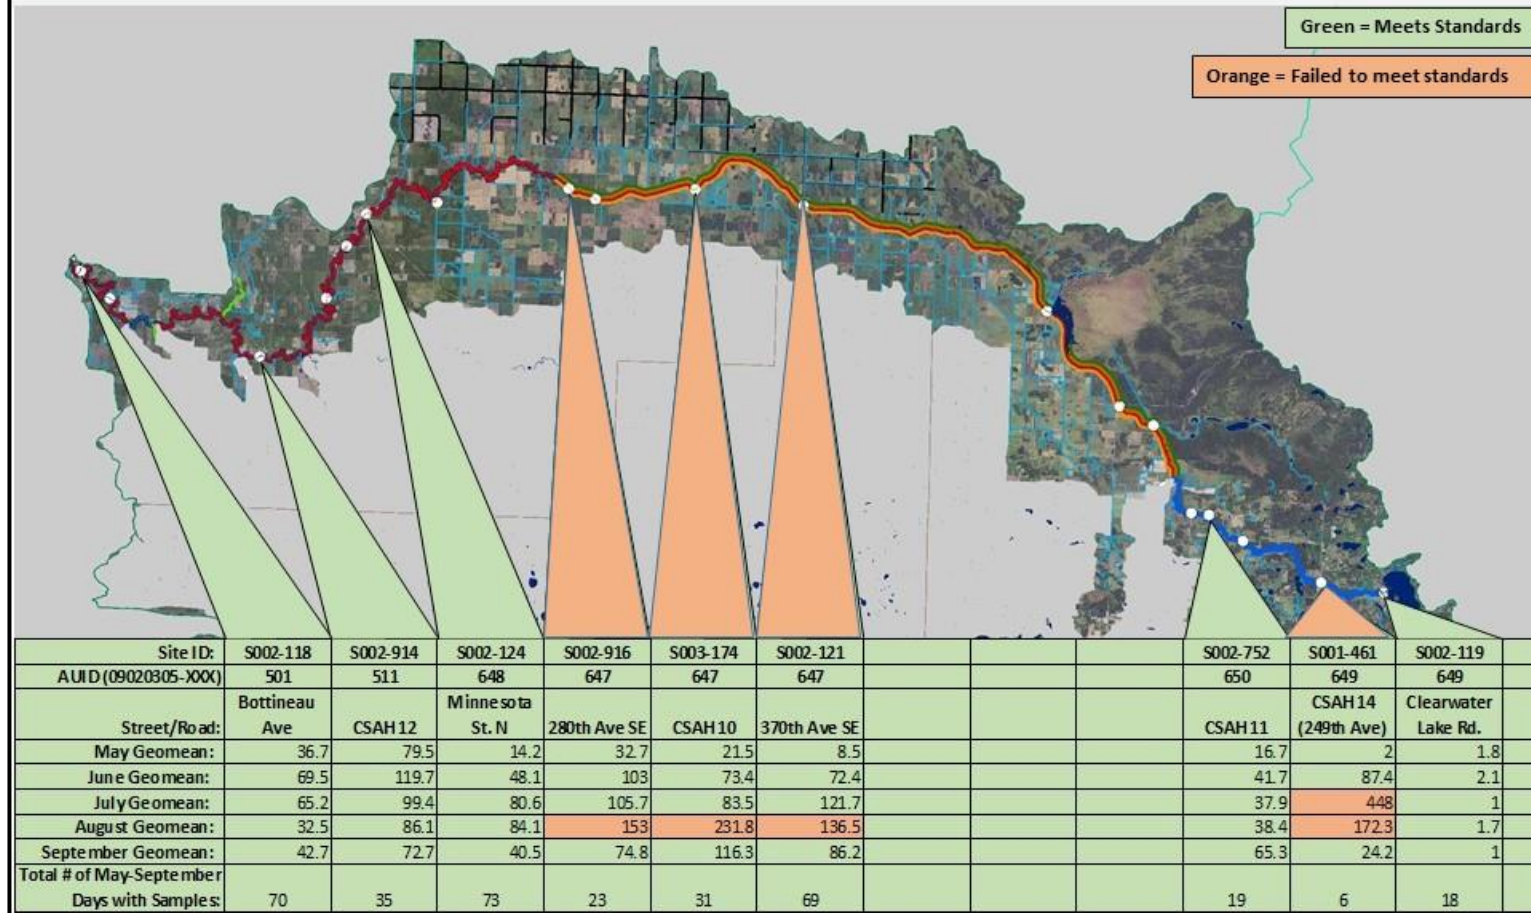 Green = Meets Standards
Orange = Failed to meet standards
Site ID: S002-118 S002-914 S002-124 S002-916 S003-174 S002-121 S002-752 S001-461 S002-119
AUID (09020305-XXX) 501 511 648 647 647 647 650 649 649
Bottineau Minnesota CSAH 14 Clearwater
Street/Road: Ave CSAH 12 St. N 280th Ave SE CSAH 10 370th Ave SE CSAH 11 (249th Ave) Lake Rd.
May Geomean: 36.7 79.5 14.2 32.7 21.5 8.5 16.7 2 1.8
June Geomean: 69.5 119.7 48.1 103 73.4 72.4 41.7 87.4 2.1
July Geomean: 65.2 99.4 80.6 105.7 83.5 121.7 37.9 448 1
August Geomean: 32.5 86.1 84.1 153 231.8 136.5 38.4 172.3 1.7
September Geomean: 42.7 72.7 40.5 74.8 116.3 86.2 65.3 24.2 1
Total # of May-September
Days with Samples: 70 35 73 23 31 69 19 6 18